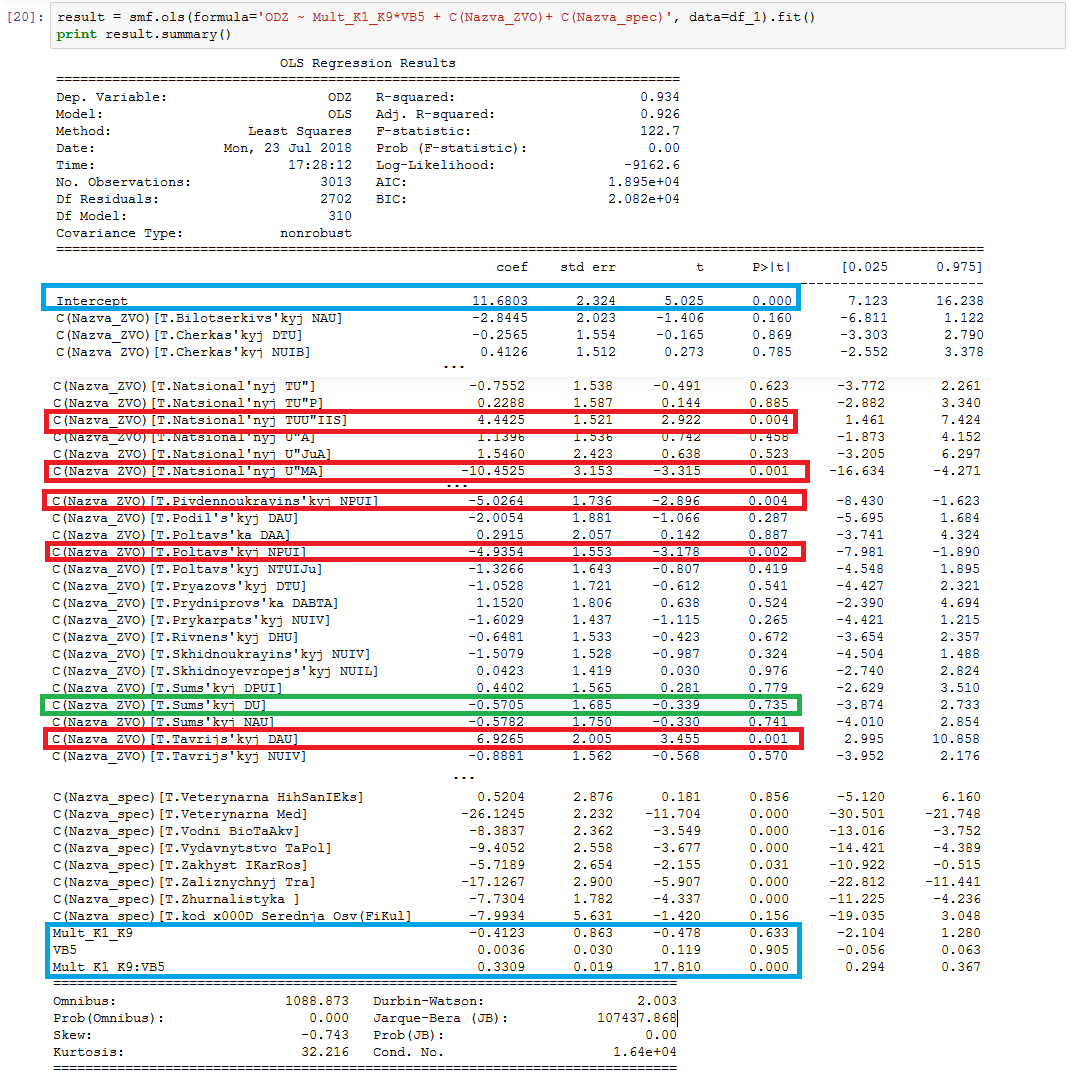 [20]: result = smf.ols(formula='ODZ ~ Mult_K1_K9*VB5 + C(Nazva_ZVO)+ C(Nazva_spec)', data=df_1).fit()
print result.summary()
OLS Regression Results
==============================================================================
Dep. Variable: ODZ R-squared: 0.934
Model: OLS Adj. R-squared: 0.926
Method: Least Squares F-statistic: 122.7
Date: Mon, 23 Jul 2018 Prob (F-statistic): 0.00
Time: 17:28:12 Log-Likelihood: -9162.6
No. Observations: 3013 AIC: 1.895e+04
Df Residuals: 2702 BIC: 2.082e+04
Df Model: 310
Covariance Type: nonrobust
====================================================================================================================
coef std err t P>|t| [0.025 0.975]
--------------------------------------------------------------------------------------------------------------------
Intercept 11.6803 2.324 5.025 0.000 7.123 16.238
C(Nazva_ZVO)[T.Bilotserkivs'kyj NAU] -2.8445 2.023 -1.406 0.160 -6.811 1.122
C(Nazva_ZVO)[T.Cherkas'kyj DTU] -0.2565 1.554 -0.165 0.869 -3.303 2.790
C(Nazva_ZVO)[T.Cherkas'kyj NUIB] 0.4126 1.512 0.273 0.785 -2.552 3.378
...
C(Nazva_ZVO)[T.Natsional'nyj TU"] -0.7552 1.538 -0.491 0.623 -3.772 2.261
C(Nazva_ZVO)[T.Natsional'nyj TU"P] 0.2288 1.587 0.144 0.885 -2.882 3.340
C(Nazva_ZVO)[T.Natsional'nyj TUU"IIS] 4.4425 1.521 2.922 0.004 1.461 7.424
C(Nazva_ZVO)[T.Natsional'nyj U"A] 1.1396 1.536 0.742 0.458 -1.873 4.152
C(Nazva_ZVO)[T.Natsional'nyj U"JuA] 1.5460 2.423 0.638 0.523 -3.205 6.297
C(Nazva_ZVO)[T.Natsional'nyj U"MA] -10.4525 3.153 -3.315 0.001 -16.634 -4.271
...
C(Nazva_ZVO)[T.Pivdennoukravins'kyj NPUI] -5.0264 1.736 -2.896 0.004 -8.430 -1.623
C(Nazva_ZVO)[T.Podil's'kyj DAU] -2.0054 1.881 -1.066 0.287 -5.695 1.684
C(Nazva_ZVO)[T.Poltavs'ka DAA] 0.2915 2.057 0.142 0.887 -3.741 4.324
C(Nazva_ZVO)[T.Poltavs'kyj NPUI] -4.9354 1.553 -3.178 0.002 -7.981 -1.890
C(Nazva_ZVO)[T.Poltavs'kyj NTUIJu] -1.3266 1.643 -0.807 0.419 -4.548 1.895
C(Nazva_ZVO)[T.Pryazovs'kyj DTU] -1.0528 1.721 -0.612 0.541 -4.427 2.321
C(Nazva_ZVO)[T.Prydniprovs'ka DABTA] 1.1520 1.806 0.638 0.524 -2.390 4.694
C(Nazva_ZVO)[T.Prykarpats'kyj NUIV] -1.6029 1.437 -1.115 0.265 -4.421 1.215
C(Nazva_ZVO)[T.Rivnens'kyj DHU] -0.6481 1.533 -0.423 0.672 -3.654 2.357
C(Nazva_ZVO)[T.Skhidnoukrayins'kyj NUIV] -1.5079 1.528 -0.987 0.324 -4.504 1.488
C(Nazva_ZVO)[T.Skhidnoyevropejs'kyj NUIL] 0.0423 1.419 0.030 0.976 -2.740 2.824
C(Nazva_ZVO)[T.Sums'kyj DPUI] 0.4402 1.565 0.281 0.779 -2.629 3.510
C(Nazva_ZVO)[T.Sums'kyj DU] -0.5705 1.685 -0.339 0.735 -3.874 2.733
C(Nazva_ZVO)[T.Sums'kyj NAU] -0.5782 1.750 -0.330 0.741 -4.010 2.854
C(Nazva_ZVO)[T.Tavrijs'kyj DAU] 6.9265 2.005 3.455 0.001 2.995 10.858
C(Nazva_ZVO)[T.Tavrijs'kyj NUIV] -0.8881 1.562 -0.568 0.570 -3.952 2.176
...
C(Nazva_spec)[T.Veterynarna HihSanIEks] 0.5204 2.876 0.181 0.856 -5.120 6.160
C(Nazva_spec)[T.Veterynarna Med] -26.1245 2.232 -11.704 0.000 -30.501 -21.748
C(Nazva_spec)[T.Vodni BioTaAkv] -8.3837 2.362 -3.549 0.000 -13.016 -3.752
C(Nazva_spec)[T.Vydavnytstvo TaPol] -9.4052 2.558 -3.677 0.000 -14.421 -4.389
C(Nazva_spec)[T.Zakhyst IKarRos] -5.7189 2.654 -2.155 0.031 -10.922 -0.515
C(Nazva_spec)[T.Zaliznychnyj Tra] -17.1267 2.900 -5.907 0.000 -22.812 -11.441
C(Nazva_spec)[T.Zhurnalistyka ] -7.7304 1.782 -4.337 0.000 -11.225 -4.236
C(Nazva_spec)[T.kod x000D Serednja Osv(FiKul] -7.9934 5.631 -1.420 0.156 -19.035 3.048
Mult_K1_K9 -0.4123 0.863 -0.478 0.633 -2.104 1.280
VB5 0.0036 0.030 0.119 0.905 -0.056 0.063
Mult_K1_K9:VB5 0.3309 0.019 17.810 0.000 0.294 0.367
==============================================================================
Omnibus: 1088.873 Durbin-Watson: 2.003
Prob(Omnibus): 0.000 Jarque-Bera (JB): 107437.868
Skew: -0.743 Prob(JB): 0.00
Kurtosis: 32.216 Cond. No. 1.64e+04
==============================================================================